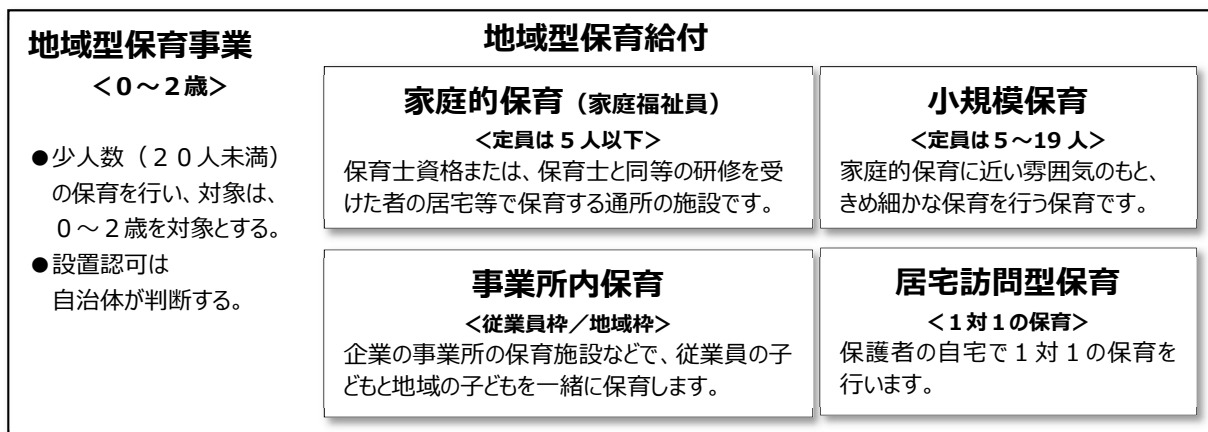 地域型保育事業
＜０～２歳＞
●少人数（２０人未満）
の保育を行い、対象は、
０～２歳を対象とする。
●設置認可は
自治体が判断する。
地域型保育給付
家庭的保育（家庭福祉員）
＜定員は５人以下＞
保育士資格または、保育士と同等の研修を受
けた者の居宅等で保育する通所の施設です。
小規模保育
＜定員は５～19人＞
家庭的保育に近い雰囲気のもと、
きめ細かな保育を行う保育です。
事業所内保育
＜従業員枠／地域枠＞
企業の事業所の保育施設などで、従業員の子
どもと地域の子どもを一緒に保育します。
居宅訪問型保育
＜１対１の保育＞
保護者の自宅で１対１の保育を
行います。